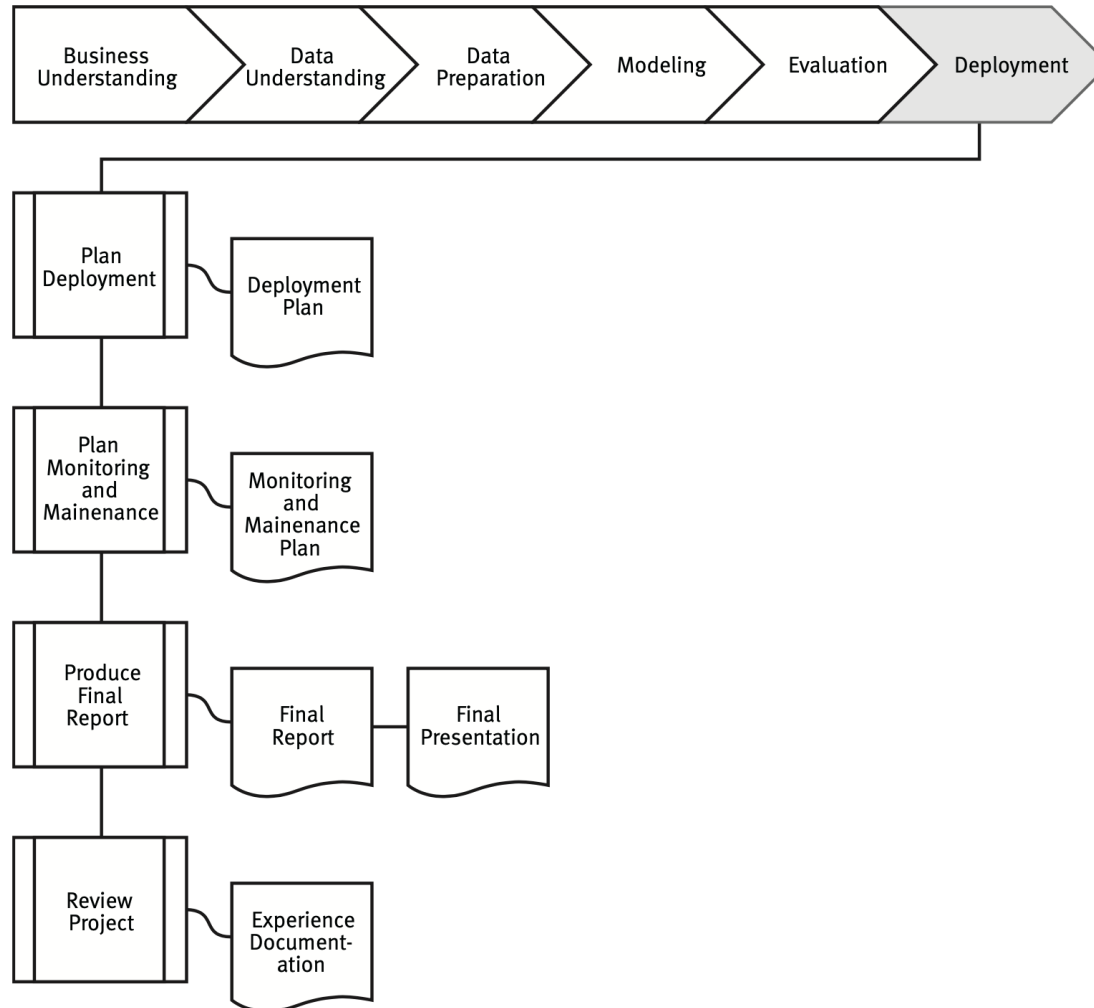 Business
Understanding
Data
Understanding
Data
Preparation
Modeling
Evaluation
Deployment
Plan
Deployment
Deployment
Plan
Plan
Monitoring
and
Mainenance
Monitoring
and
Mainenance
Plan
Produce
Final
Report
Final
Report
Final
Presentation
Review
Project
Experience
Document-
ation